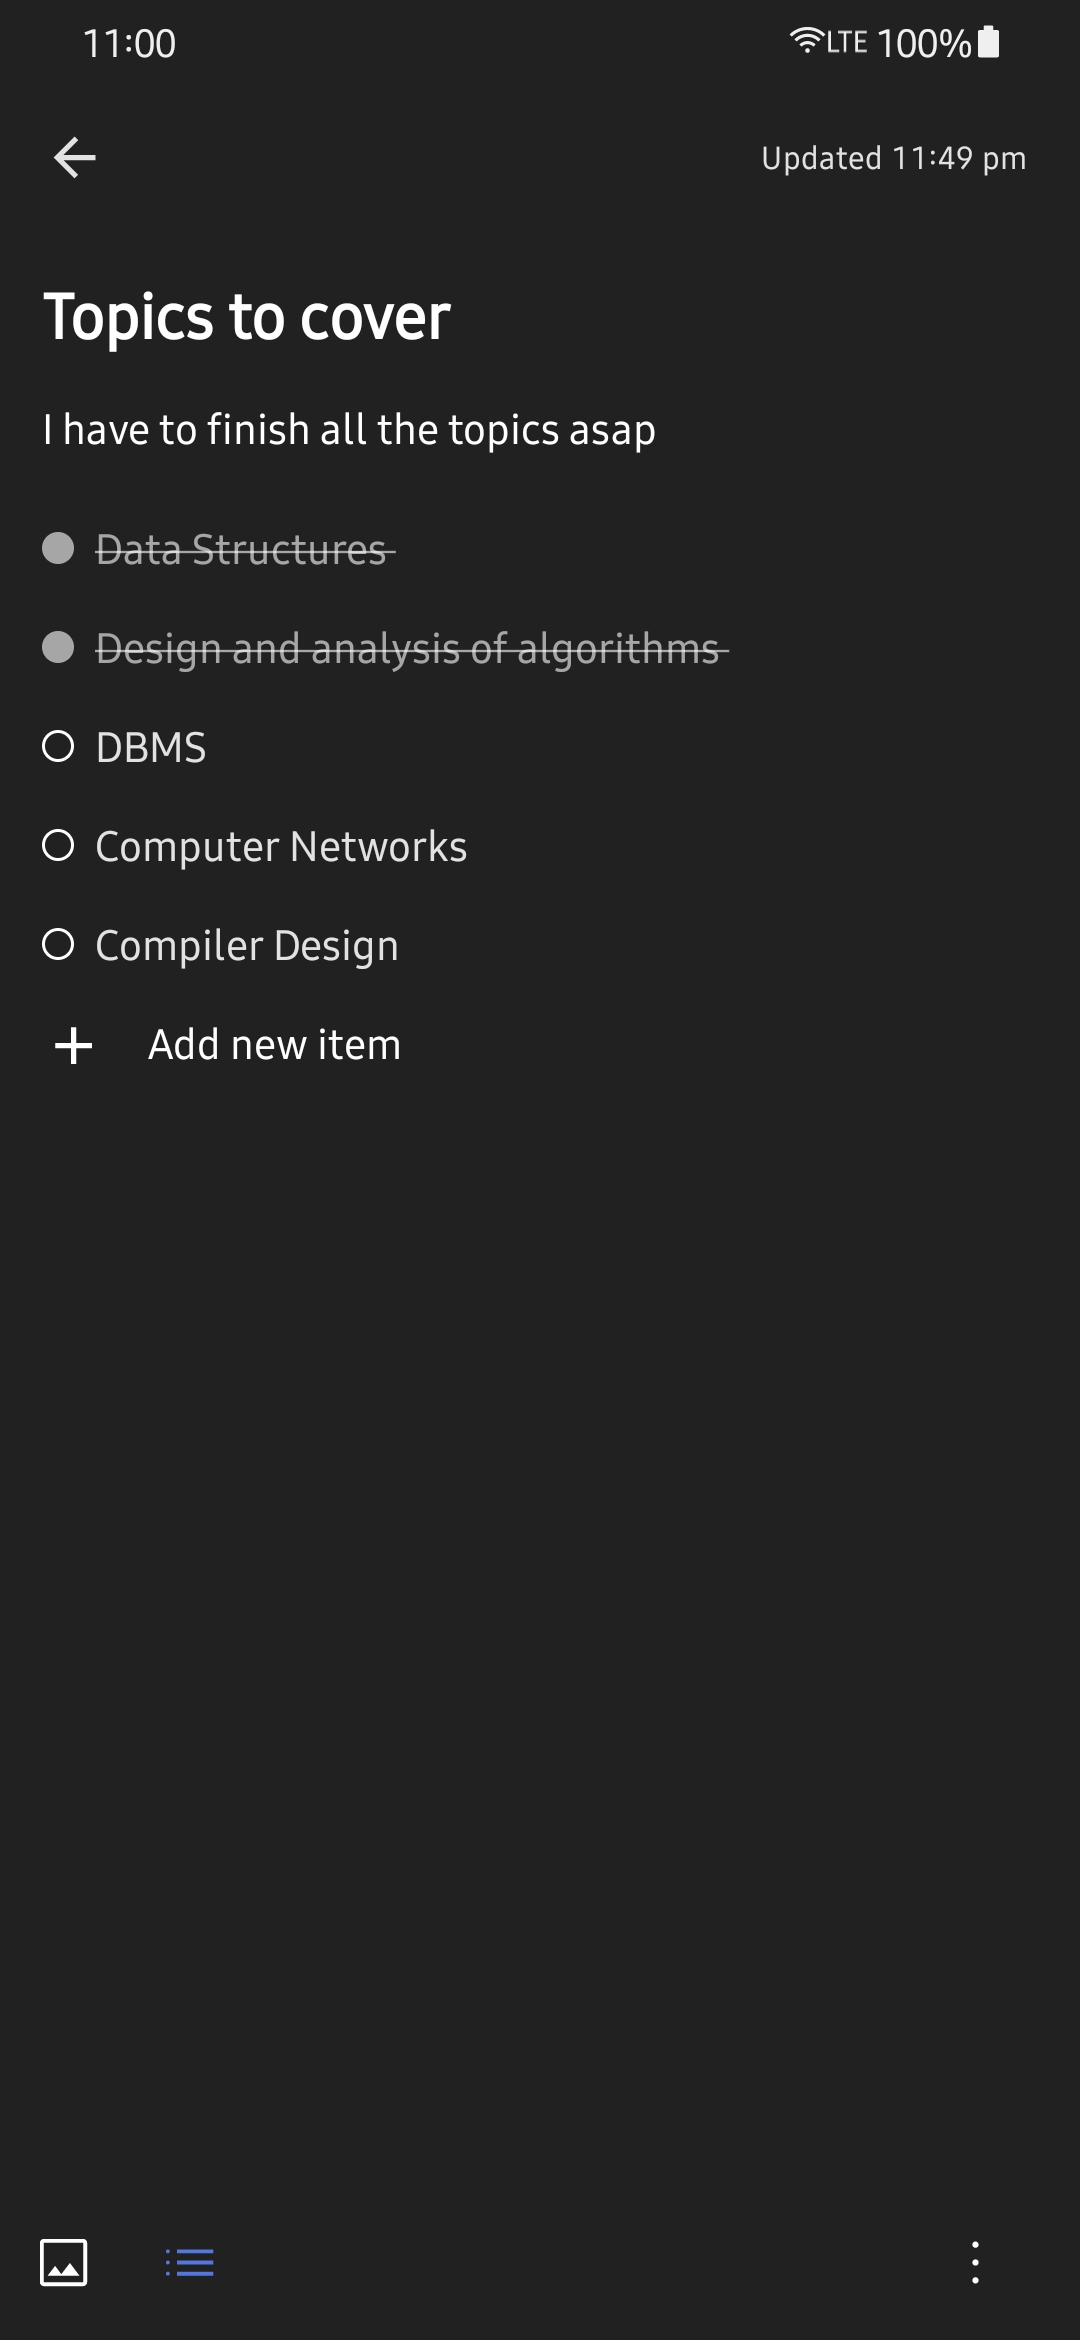 11:00
LTE 100%
Updated 11:49 pm
Topics to cover
I have to finish all the topics asap
Data Structures
Design and analysis of algorithms
DBMS
Computer Networks
Compiler Design
Add new item